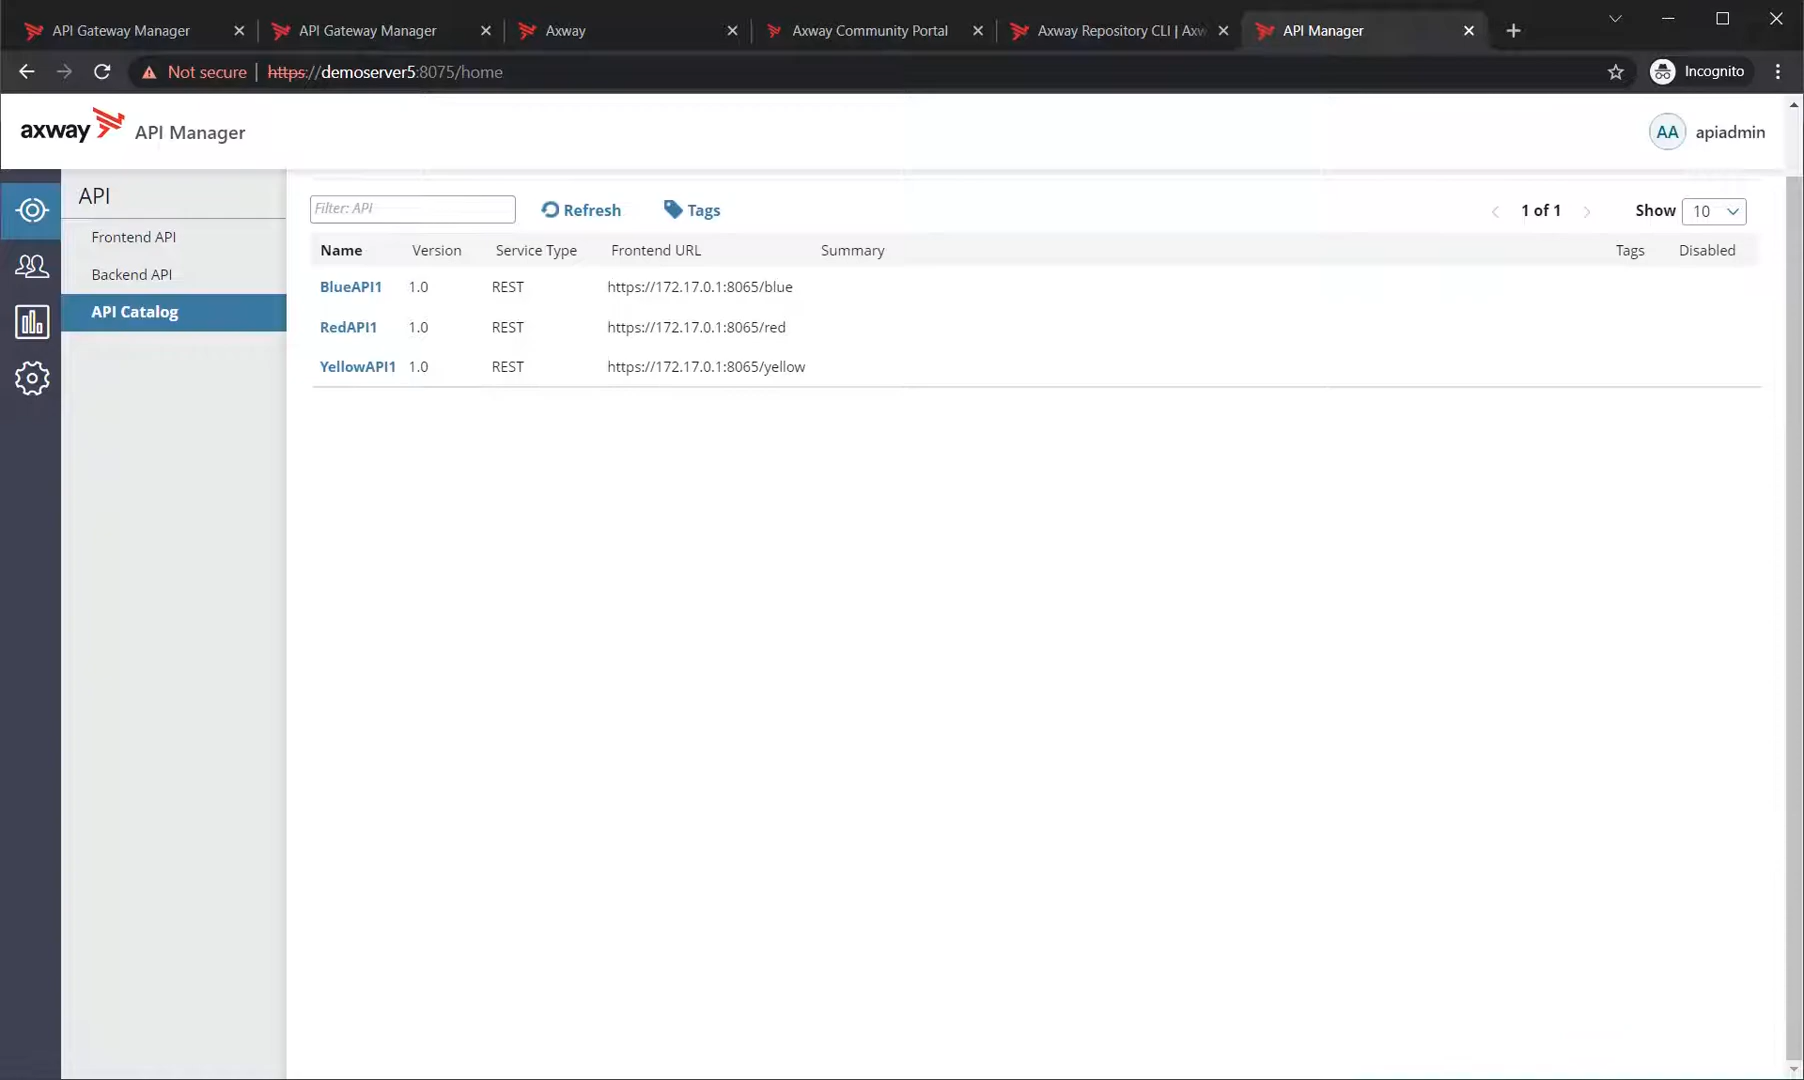 API Gateway Manager
API Gateway Manager
Axway
Axway Community Portal
Axway Repository CLI | Axw
API Manager
Not secure | https://demoserver5:8075/home
Incognito
axway API Manager
AA apiadmin
API
Frontend API
Backend API
API Catalog
Filter: API
Refresh
Tags
1 of 1
Show 10
Name Version Service Type Frontend URL Summary Tags Disabled
BlueAPI1 1.0 REST https://172.17.0.1:8065/blue
RedAPI1 1.0 REST https://172.17.0.1:8065/red
YellowAPI1 1.0 REST https://172.17.0.1:8065/yellow